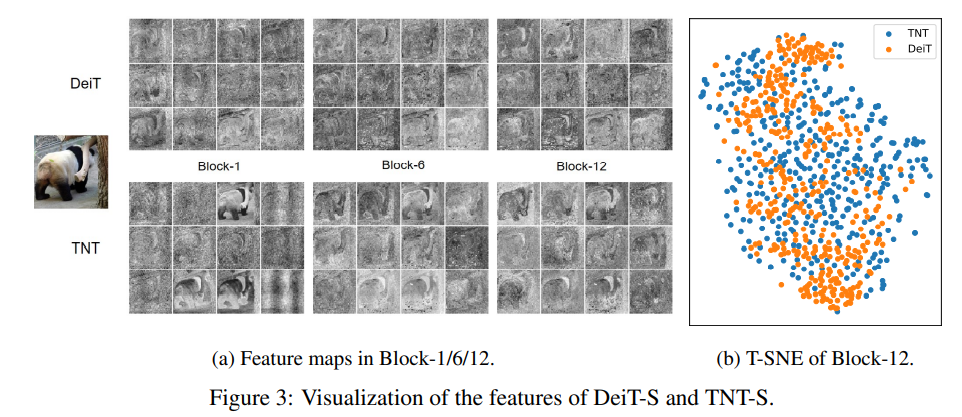 DeiT
Block-1
Block-6
Block-12
TNT
TNT
DeiT
(a) Feature maps in Block-1/6/12.
(b) T-SNE of Block-12.
Figure 3: Visualization of the features of DeiT-S and TNT-S.